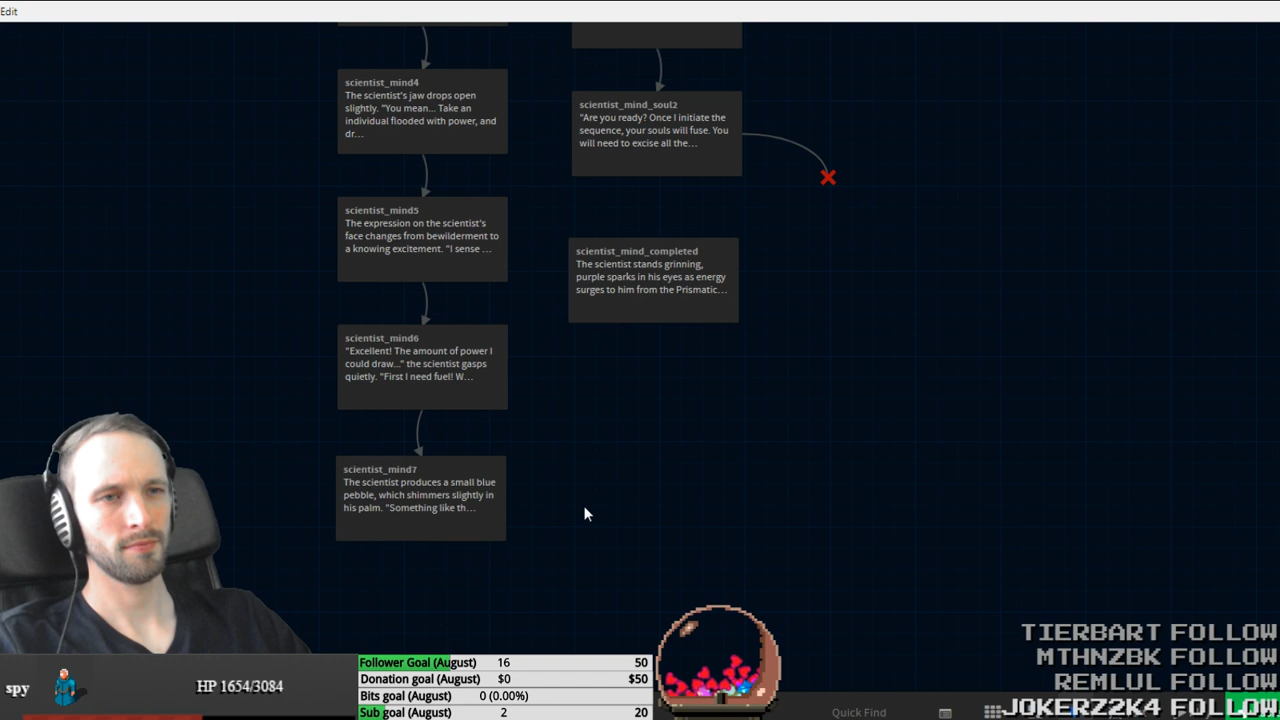 Edit
scientist_mind4
The scientist's jaw drops open
slightly. "You mean... Take an
individual flooded with power, and
dr...
scientist_mind_soul2
"Are you ready? Once I initiate the
sequence, your souls will fuse. You
will need to excise all the...
scientist_mind5
The expression on the scientist's
face changes from bewilderment to
a knowing excitement. "I sense ...
scientist_mind_completed
The scientist stands grinning,
purple sparks in his eyes as energy
surges to him from the Prismatic...
scientist_mind6
"Excellent! The amount of power I
could draw..." the scientist gasps
quietly. "First I need fuel! W...
scientist_mind7
The scientist produces a small blue
pebble, which shimmers slightly in
his palm. "Something like th...
TIERBART FOLLOW
MTHNZBK FOLLOW
REMLUL FOLLOW
JOKERZ2K4 FOLLOW
spy
HP 1654/3084
Follower Goal (August) 16 50
Donation goal (August) $0 $50
Bits goal (August) 0 (0.00%)
Sub goal (August) 2 20
Quick Find